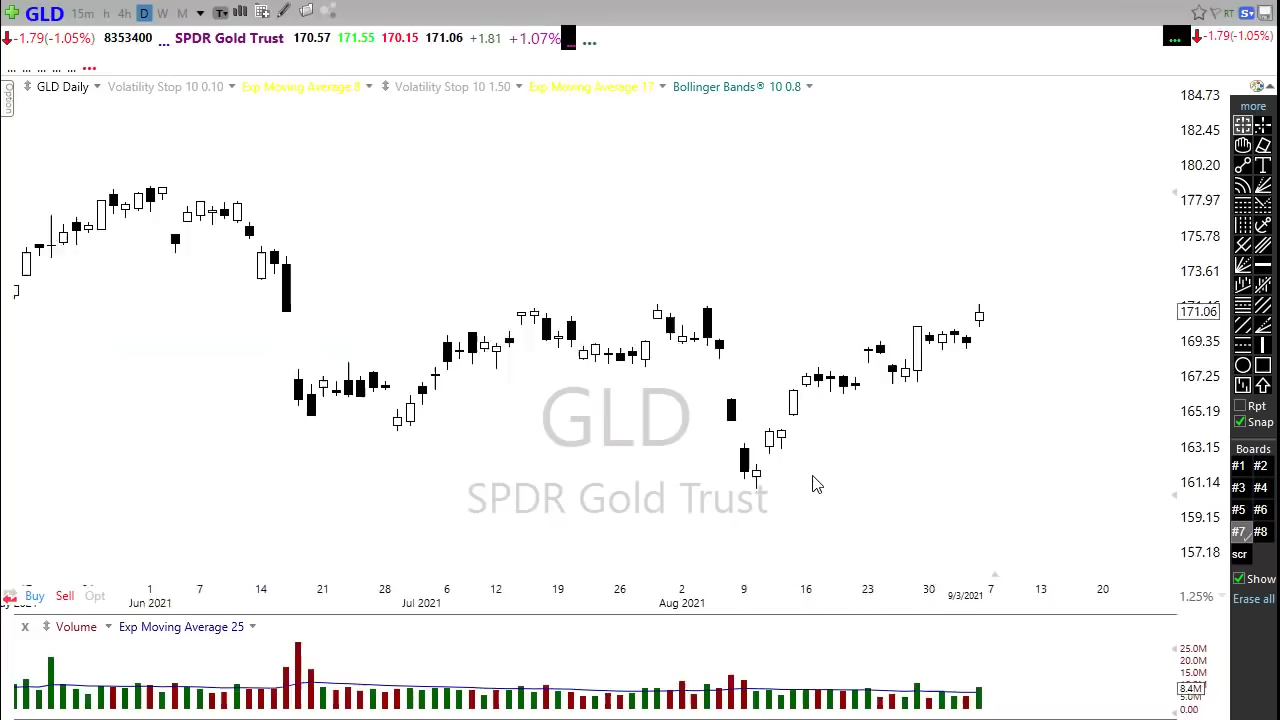 GLD 15m h 4h D W M T RT S
-1.79(-1.05%) 8353400 ... SPDR Gold Trust 170.57 171.55 170.15 171.06 +1.81 +1.07% ... ... ... -1.79(-1.05%)
... ... ... ... ... ...
Option
GLD Daily Volatility Stop 10 0.10 Exp Moving Average 8 Volatility Stop 10 1.50 Exp Moving Average 17 Bollinger Bands® 10 0.8
184.73
182.45
180.20
177.97
175.78
173.61
171.06
169.35
167.25
165.19
163.15
161.14
159.15
157.18
1.25%
GLD
SPDR Gold Trust
more
T
Rpt
Snap
Boards
#1 #2
#3 #4
#5 #6
#7 #8
scr
Show
Erase all
1 7 14 21 28 6 12 19 26 2 9 16 23 30 7 13 20
Jun 2021 Jul 2021 Aug 2021 9/3/2021
Buy Sell Opt
X Volume Exp Moving Average 25
25.0M
20.0M
15.0M
8.4M
5.0M
0.00